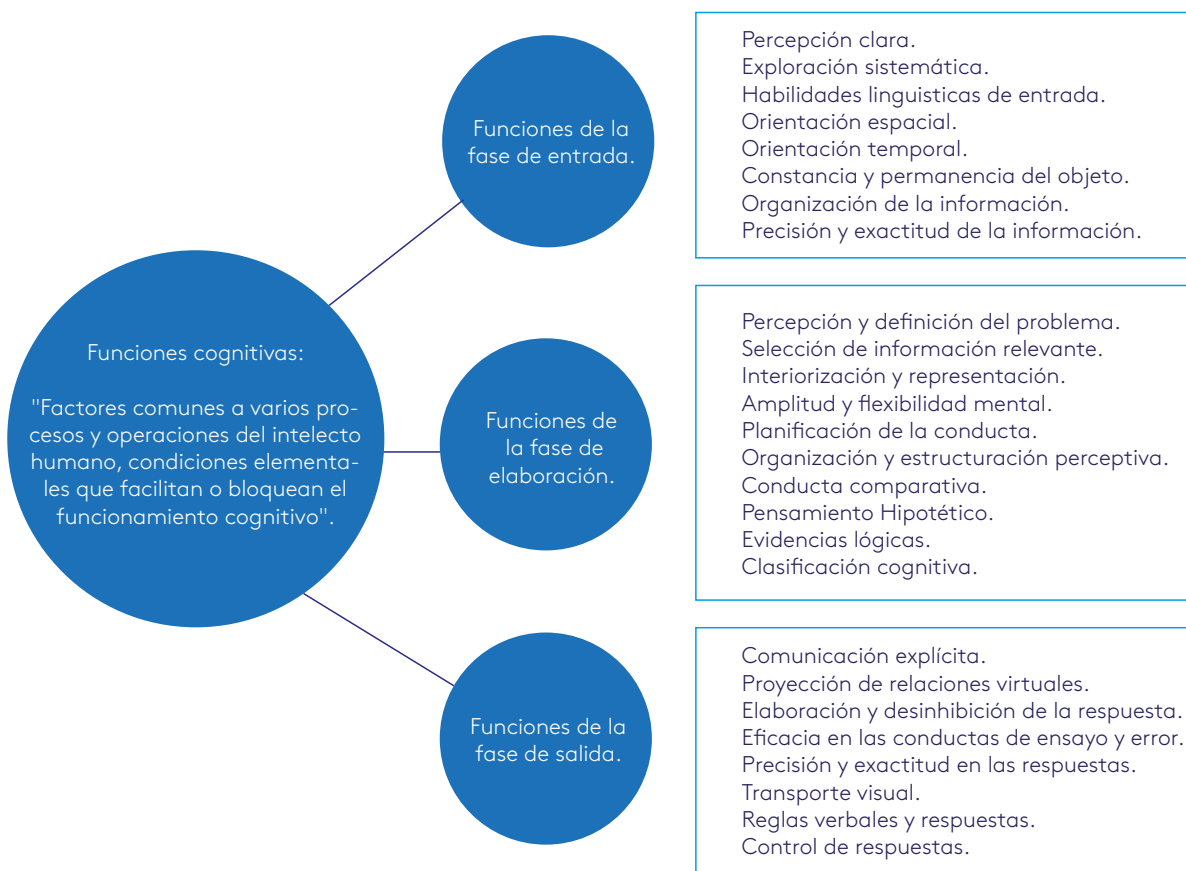 Funciones cognitivas:
"Factores comunes a varios pro-
cesos y operaciones del intelecto
humano, condiciones elementa-
les que facilitan o bloquean el
funcionamiento cognitivo".
Funciones de la
fase de entrada.
Percepción clara.
Exploración sistemática.
Habilidades linguisticas de entrada.
Orientación espacial.
Orientación temporal.
Constancia y permanencia del objeto.
Organización de la información.
Precisión y exactitud de la información.
Funciones de
la fase de
elaboración.
Percepción y definición del problema.
Selección de información relevante.
Interiorización y representación.
Amplitud y flexibilidad mental.
Planificación de la conducta.
Organización y estructuración perceptiva.
Conducta comparativa.
Pensamiento Hipotético.
Evidencias lógicas.
Clasificación cognitiva.
Funciones de la
fase de salida.
Comunicación explícita.
Proyección de relaciones virtuales.
Elaboración y desinhibición de la respuesta.
Eficacia en las conductas de ensayo y error.
Precisión y exactitud en las respuestas.
Transporte visual.
Reglas verbales y respuestas.
Control de respuestas.